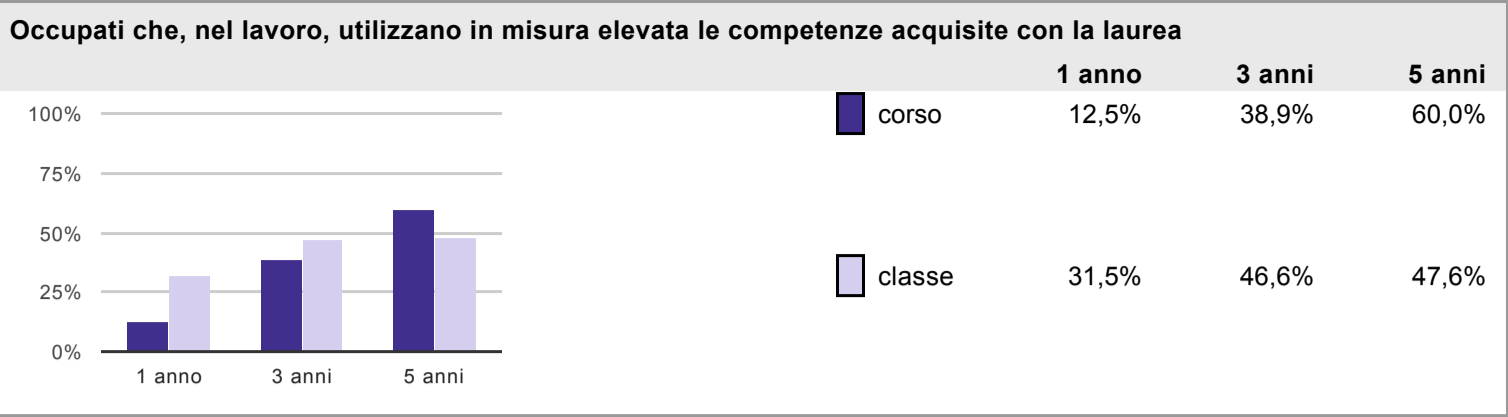 Occupati che, nel lavoro, utilizzano in misura elevata le competenze acquisite con la laurea
1 anno 3 anni 5 anni
corso 12,5% 38,9% 60,0%
classe 31,5% 46,6% 47,6%
100%
75%
50%
25%
0%
1 anno 3 anni 5 anni